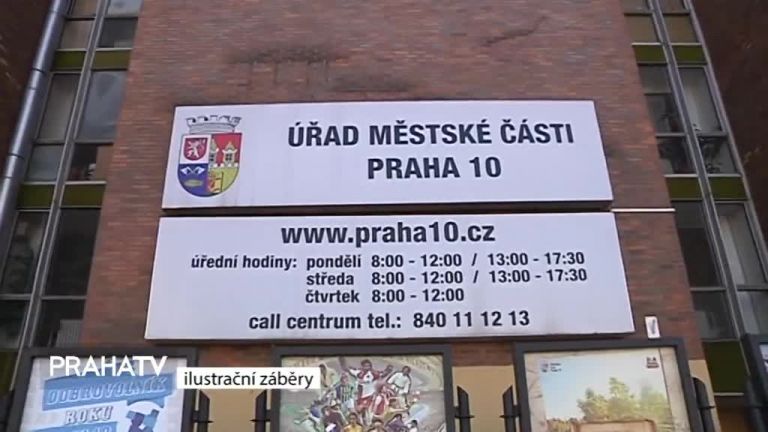 ÚŘAD MĚSTSKÉ ČÁSTI
PRAHA 10
www.praha10.cz
úřední hodiny: pondělí 8:00 - 12:00 / 13:00 - 17:30
středa 8:00 - 12:00 / 13:00 - 17:30
čtvrtek 8:00 - 12:00
call centrum tel.: 840 11 12 13
PRAHATV
ilustrační záběry
DOBROVOLNÍK
ROKU